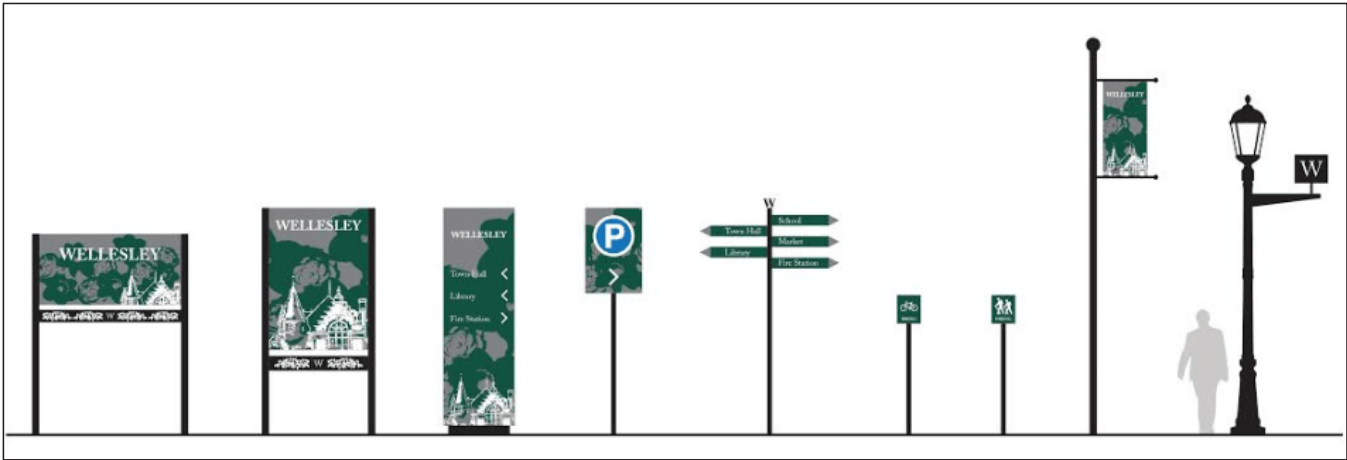 WELLESLEY
W
WELLESLEY
W
WELLESLEY
Town Hall
Library
Fire Station
P
W
School
Town Hall
Market
Library
Fire Station
WELLESLEY
W